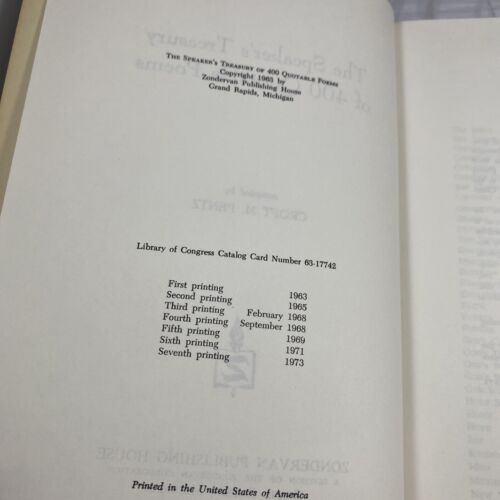 THE SPEAKER'S TREASURY OF 400 QUOTABLE POEMS
Copyright 1963 by
Zondervan Publishing House
Grand Rapids, Michigan
Library of Congress Catalog Card Number 63-17742
First printing 1963
Second printing 1965
Third printing February 1968
Fourth printing September 1968
Fifth printing 1969
Sixth printing 1971
Seventh printing 1973
Printed in the United States of America